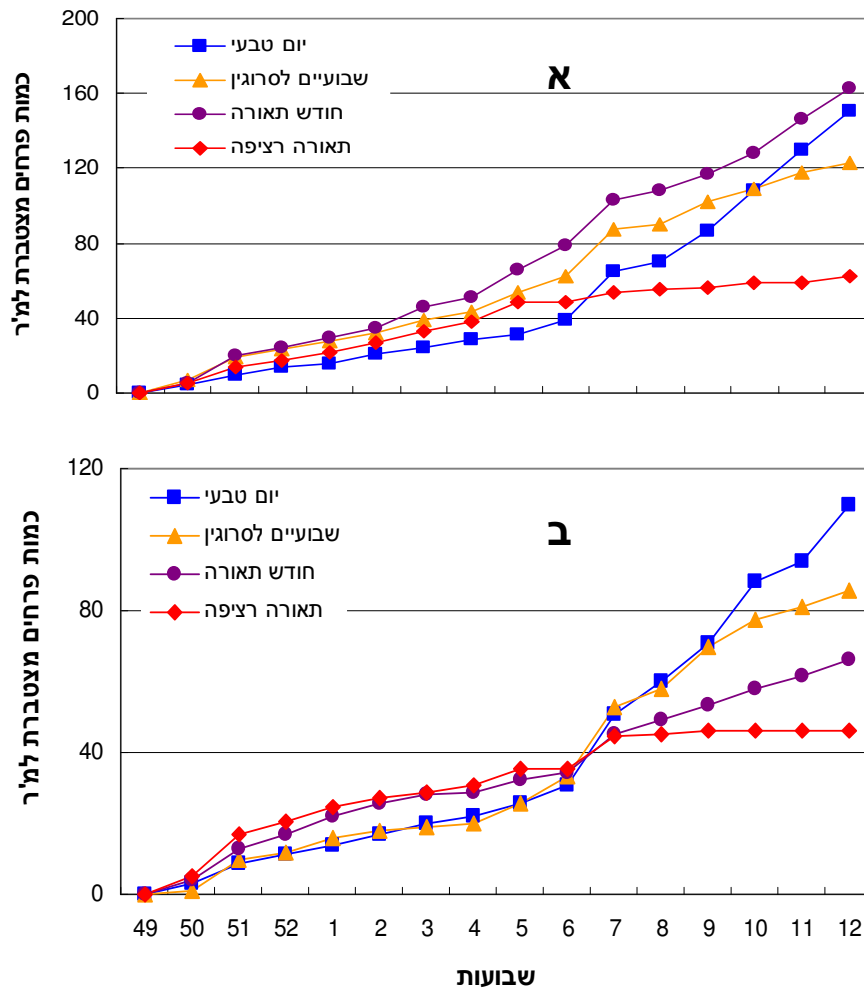 כמות פרחים מצטברת למ'ר
200
160
120
80
40
0
יום טבעי
שבועיים לסרוגין
חודש תאורה
תאורה רציפה
א
כמות פרחים מצטברת למ'ר
120
80
40
0
יום טבעי
שבועיים לסרוגין
חודש תאורה
תאורה רציפה
ב
49 50 51 52 1 2 3 4 5 6 7 8 9 10 11 12
שבועות